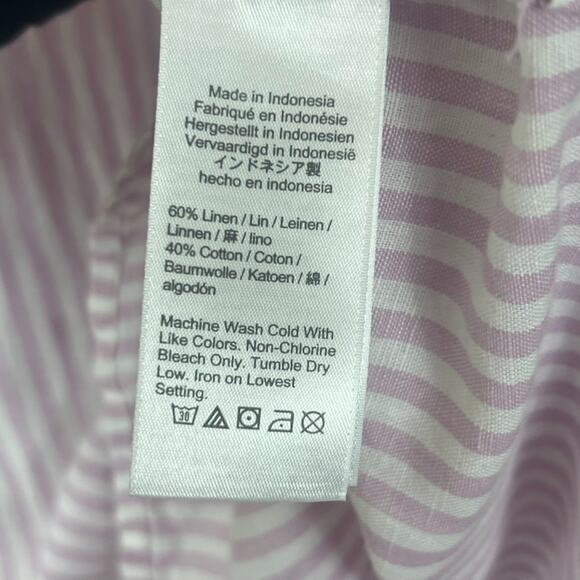 Made in Indonesia
Fabriqué en Indonésie
Hergestellt in Indonesien
Vervaardigd in Indonesië
インドネシア製
hecho en indonesia
60% Linen / Lin / Leinen /
Linnen / 麻 / lino
40% Cotton / Coton /
Baumwolle / Katoen / 綿 /
algodón
Machine Wash Cold With
Like Colors. Non-Chlorine
Bleach Only. Tumble Dry
Low. Iron on Lowest
Setting.
30